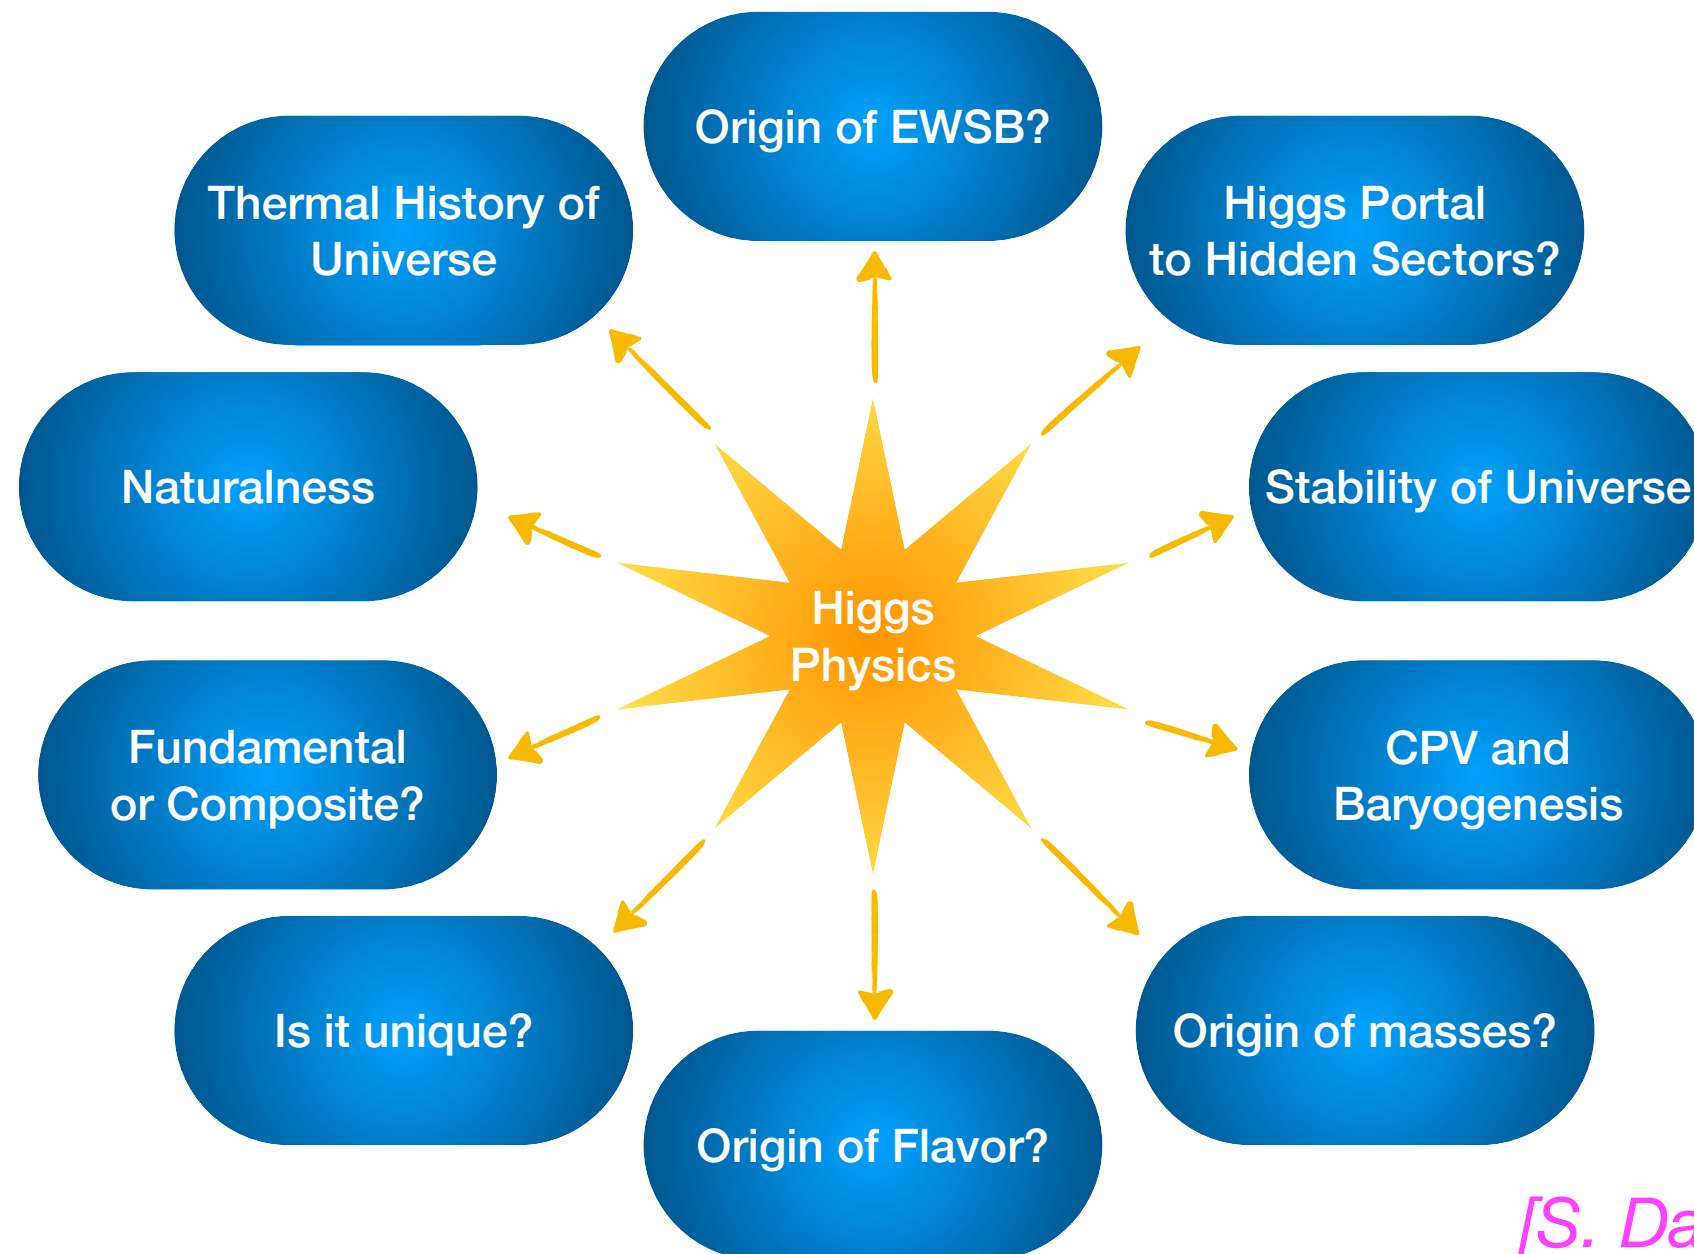 Origin of EWSB?
Thermal History of
Universe
Higgs Portal
to Hidden Sectors?
Naturalness
Stability of Universe
Higgs
Physics
Fundamental
or Composite?
CPV and
Baryogenesis
Is it unique?
Origin of masses?
Origin of Flavor?
[S. Da